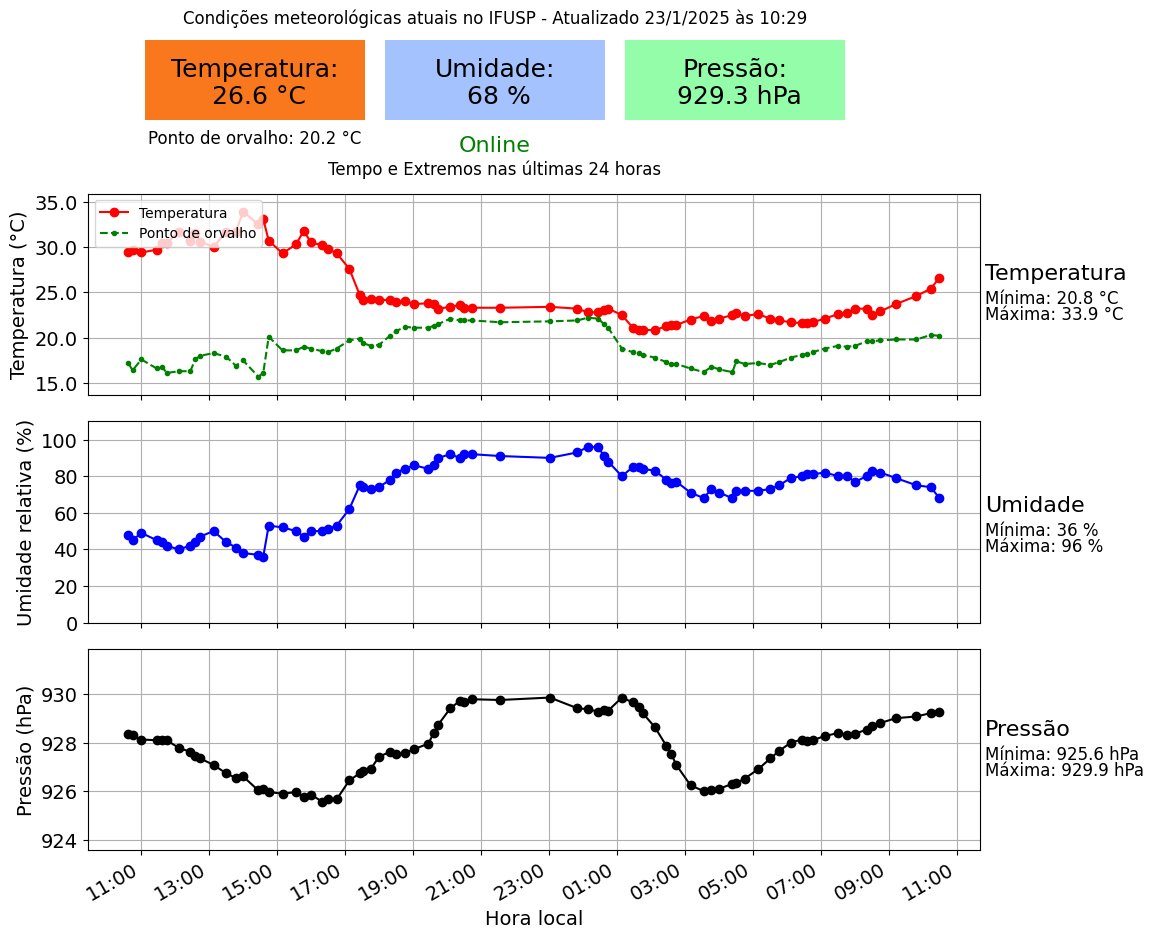 Condições meteorológicas atuais no IFUSP - Atualizado 23/1/2025 às 10:29
Temperatura:
26.6 °C
Umidade:
68 %
Pressão:
929.3 hPa
Ponto de orvalho: 20.2 °C
Online
Tempo e Extremos nas últimas 24 horas
Temperatura (°C)
35.0
30.0
25.0
20.0
15.0
Temperatura
Ponto de orvalho
Temperatura
Mínima: 20.8 °C
Máxima: 33.9 °C
Umidade relativa (%)
100
80
60
40
20
0
Umidade
Mínima: 36 %
Máxima: 96 %
Pressão (hPa)
930
928
926
924
Pressão
Mínima: 925.6 hPa
Máxima: 929.9 hPa
11:00 13:00 15:00 17:00 19:00 21:00 23:00 01:00 03:00 05:00 07:00 09:00 11:00
Hora local